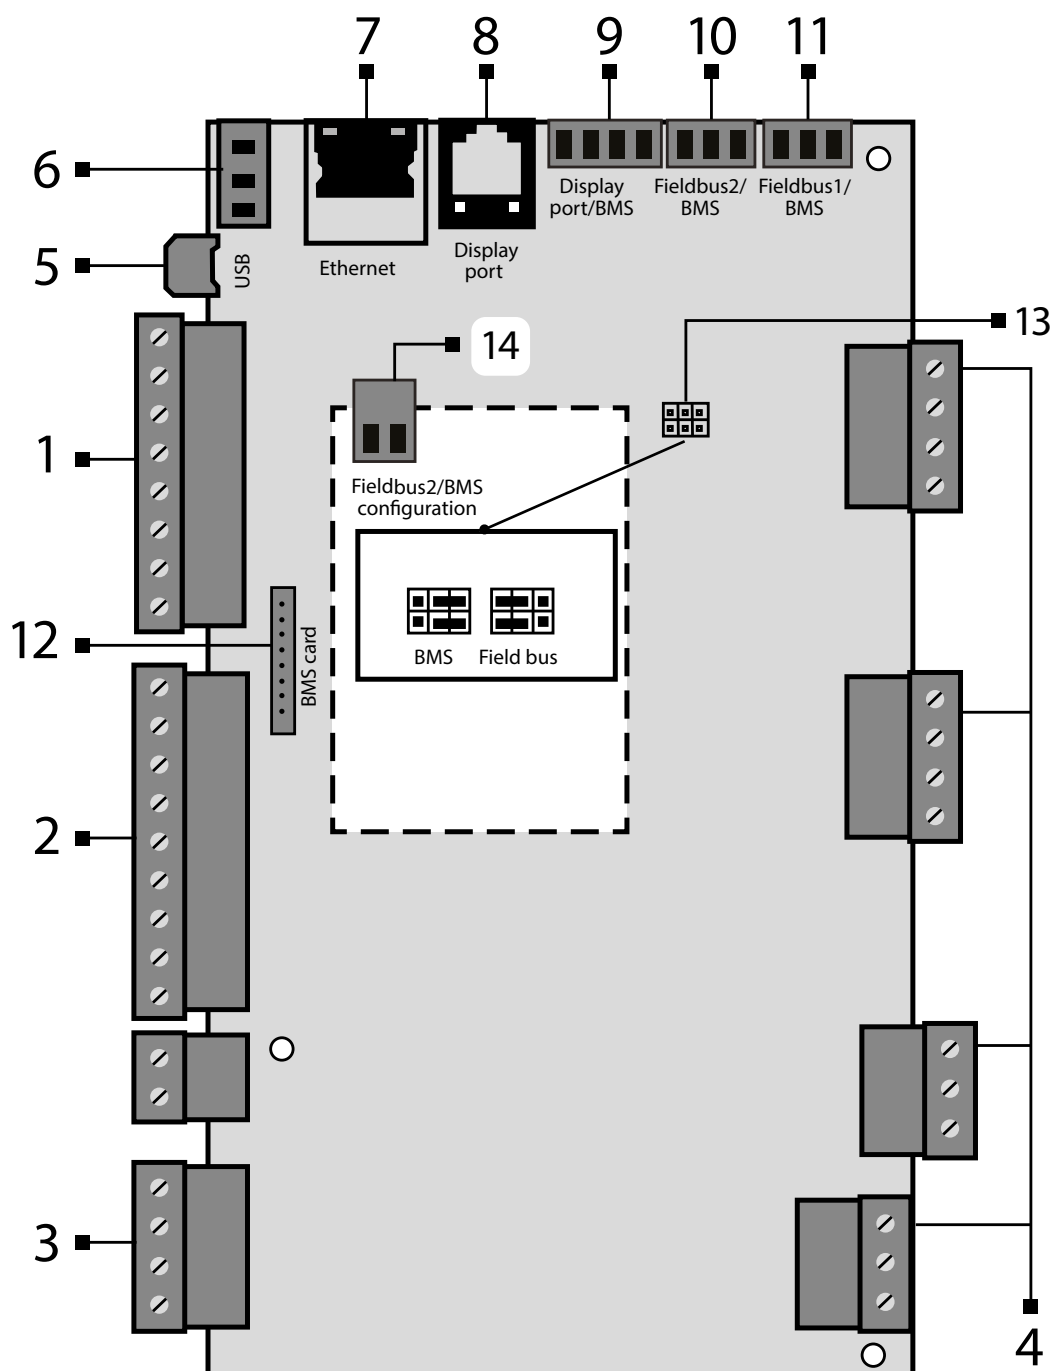 7 8 9 10 11
6
Display
port/BMS
Fieldbus2/
BMS
Fieldbus1/
BMS
5
USB
Ethernet
Display
port
13
14
1
Fieldbus2/BMS
configuration
12
BMS card
BMS Field bus
2
3
4